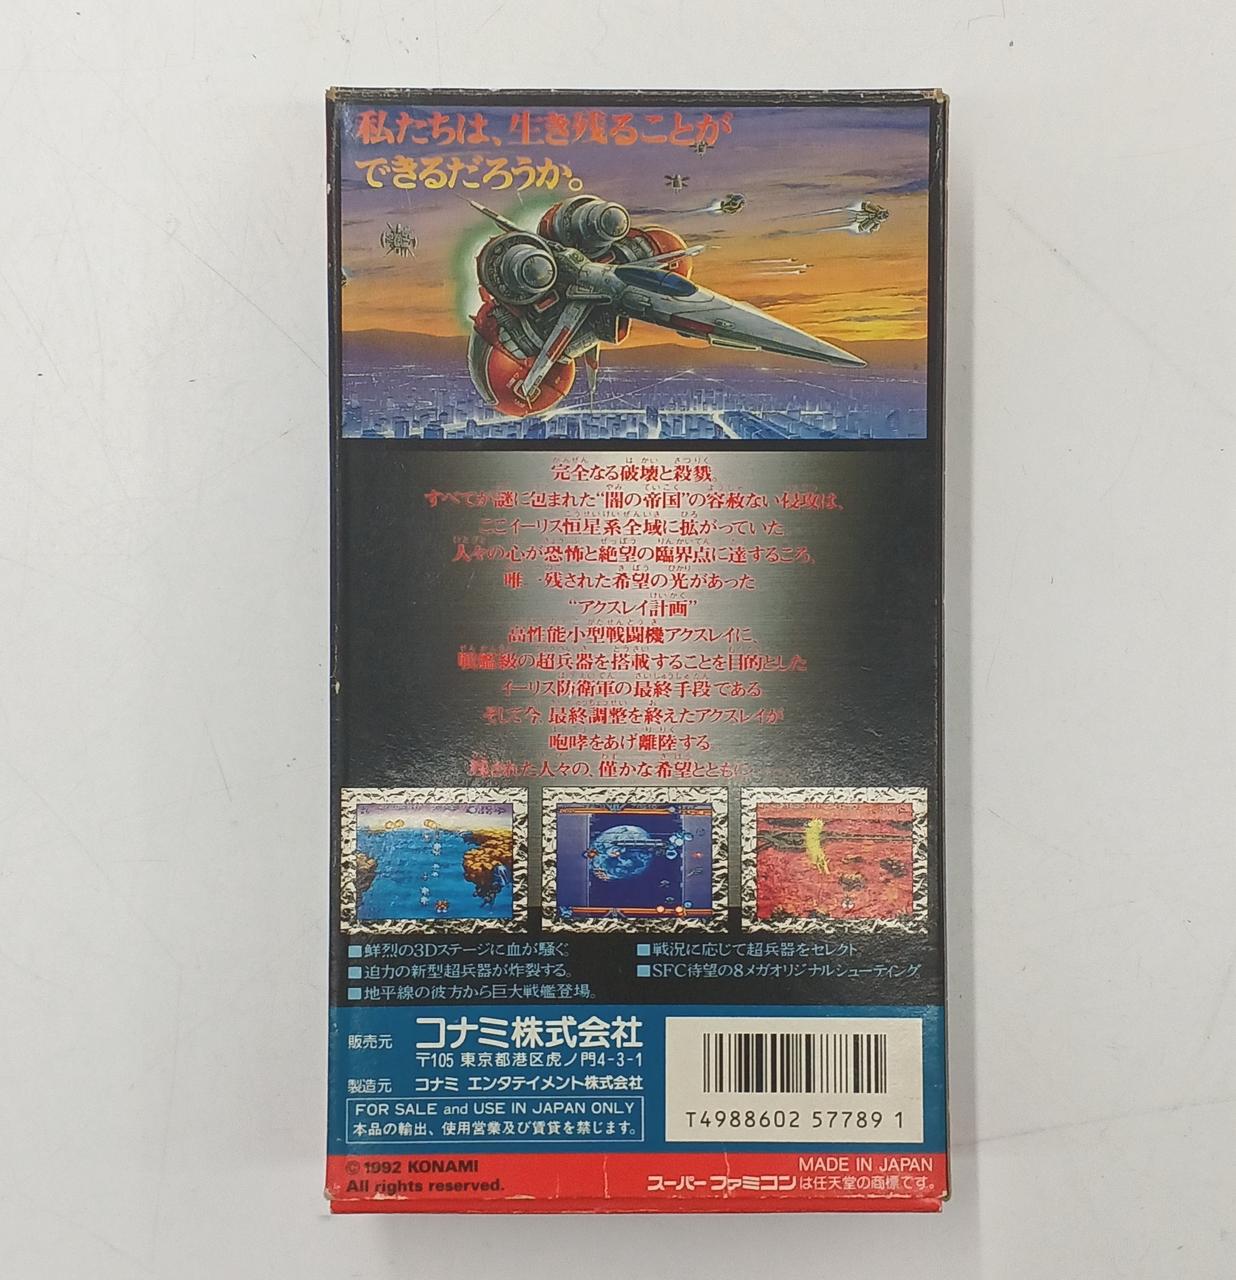 私たちは、生き残ることが
できるだろうか。
完全なる破壊と殺戮。
すべてが謎に包まれた“闇の帝国”の容赦ない侵攻は、
ここイーリス恒星系全域に拡がっていた
人々の心が恐怖と絶望の臨界点に達するころ、
唯一残された希望の光があった
“アクスレイ計画”
高性能小型戦闘機アクスレイに、
戦艦級の超兵器を搭載することを目的とした
イーリス防衛軍の最終手段である
そして今、最終調整を終えたアクスレイが
咆哮をあげ離陸する
残された人々の、僅かな希望とともに……
■鮮烈の3Dステージに血が騒ぐ。
■迫力の新型超兵器が炸裂する。
■地平線の彼方から巨大戦艦登場。
■戦況に応じて超兵器をセレクト
■SFC待望の8メガオリジナルシューティング
販売元 コナミ株式会社
〒105 東京都港区虎ノ門4-3-1
製造元 コナミ エンタテイメント株式会社
FOR SALE and USE IN JAPAN ONLY
本品の輸出、使用営業及び賃貸を禁じます。
T4988602 57789 1
© 1992 KONAMI
All rights reserved.
MADE IN JAPAN
スーパーファミコンは任天堂の商標です。